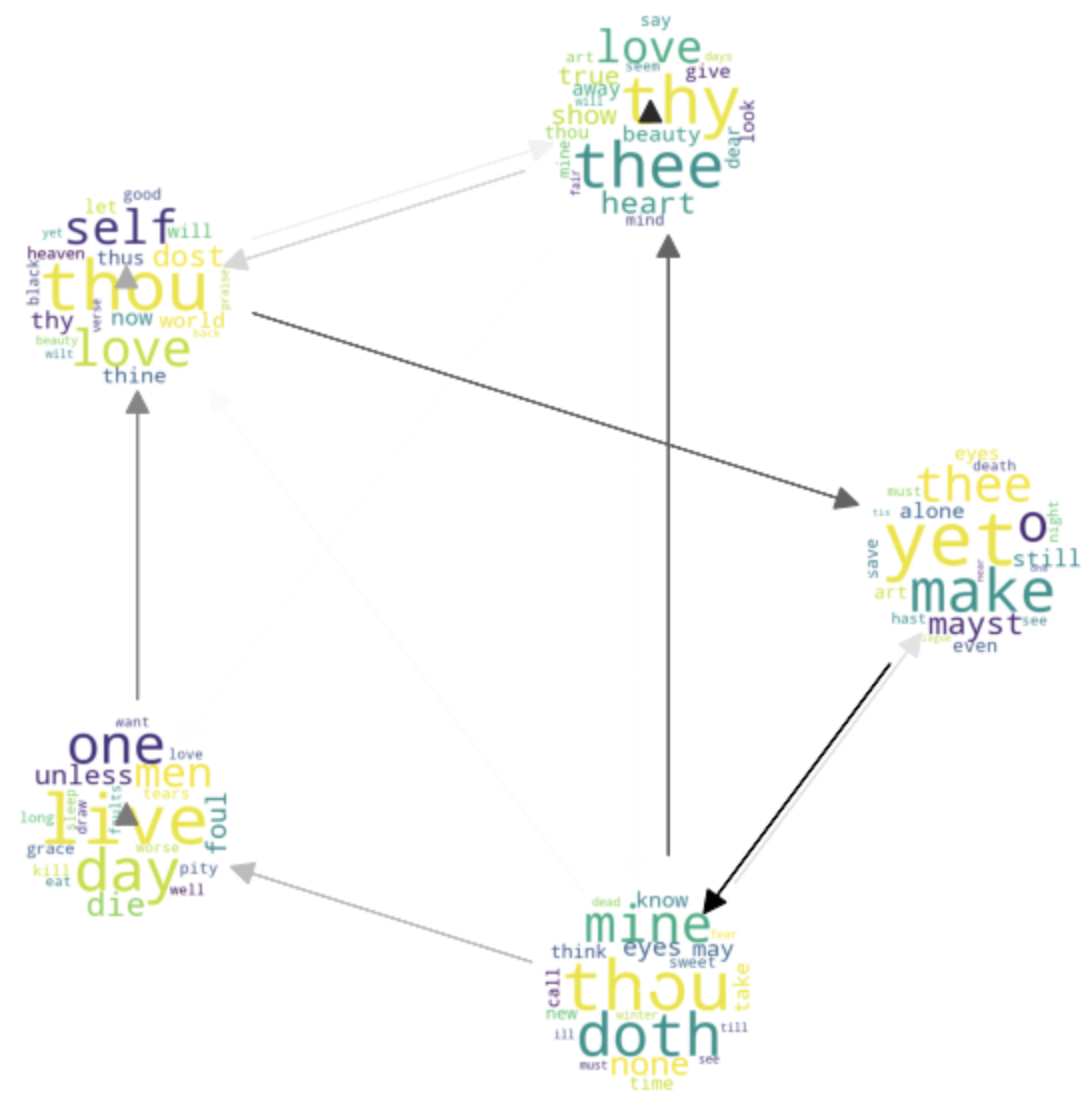 say
love
art
days
seem
true
give
away
will
thy
look
show
thou
beauty
dear
mine
thee
fair
heart
mind
good
let
self
yet
will
heaven
thus
dost
black
thou
praise
thy
verse
now
world
back
beauty
love
wilt
thine
eyes
death
thee
must
tis
alone
o
night
yet
save
still
near
one
art
make
hast
mayst
see
even
want
one
love
unless
men
tears
long
sleep
draw
faults
live
foul
grace
worse
kill
day
pity
eat
well
die
dead
know
mine
fear
think
eyes
may
sweet
call
thou
take
new
winter
ill
doth
till
must
none
see
time